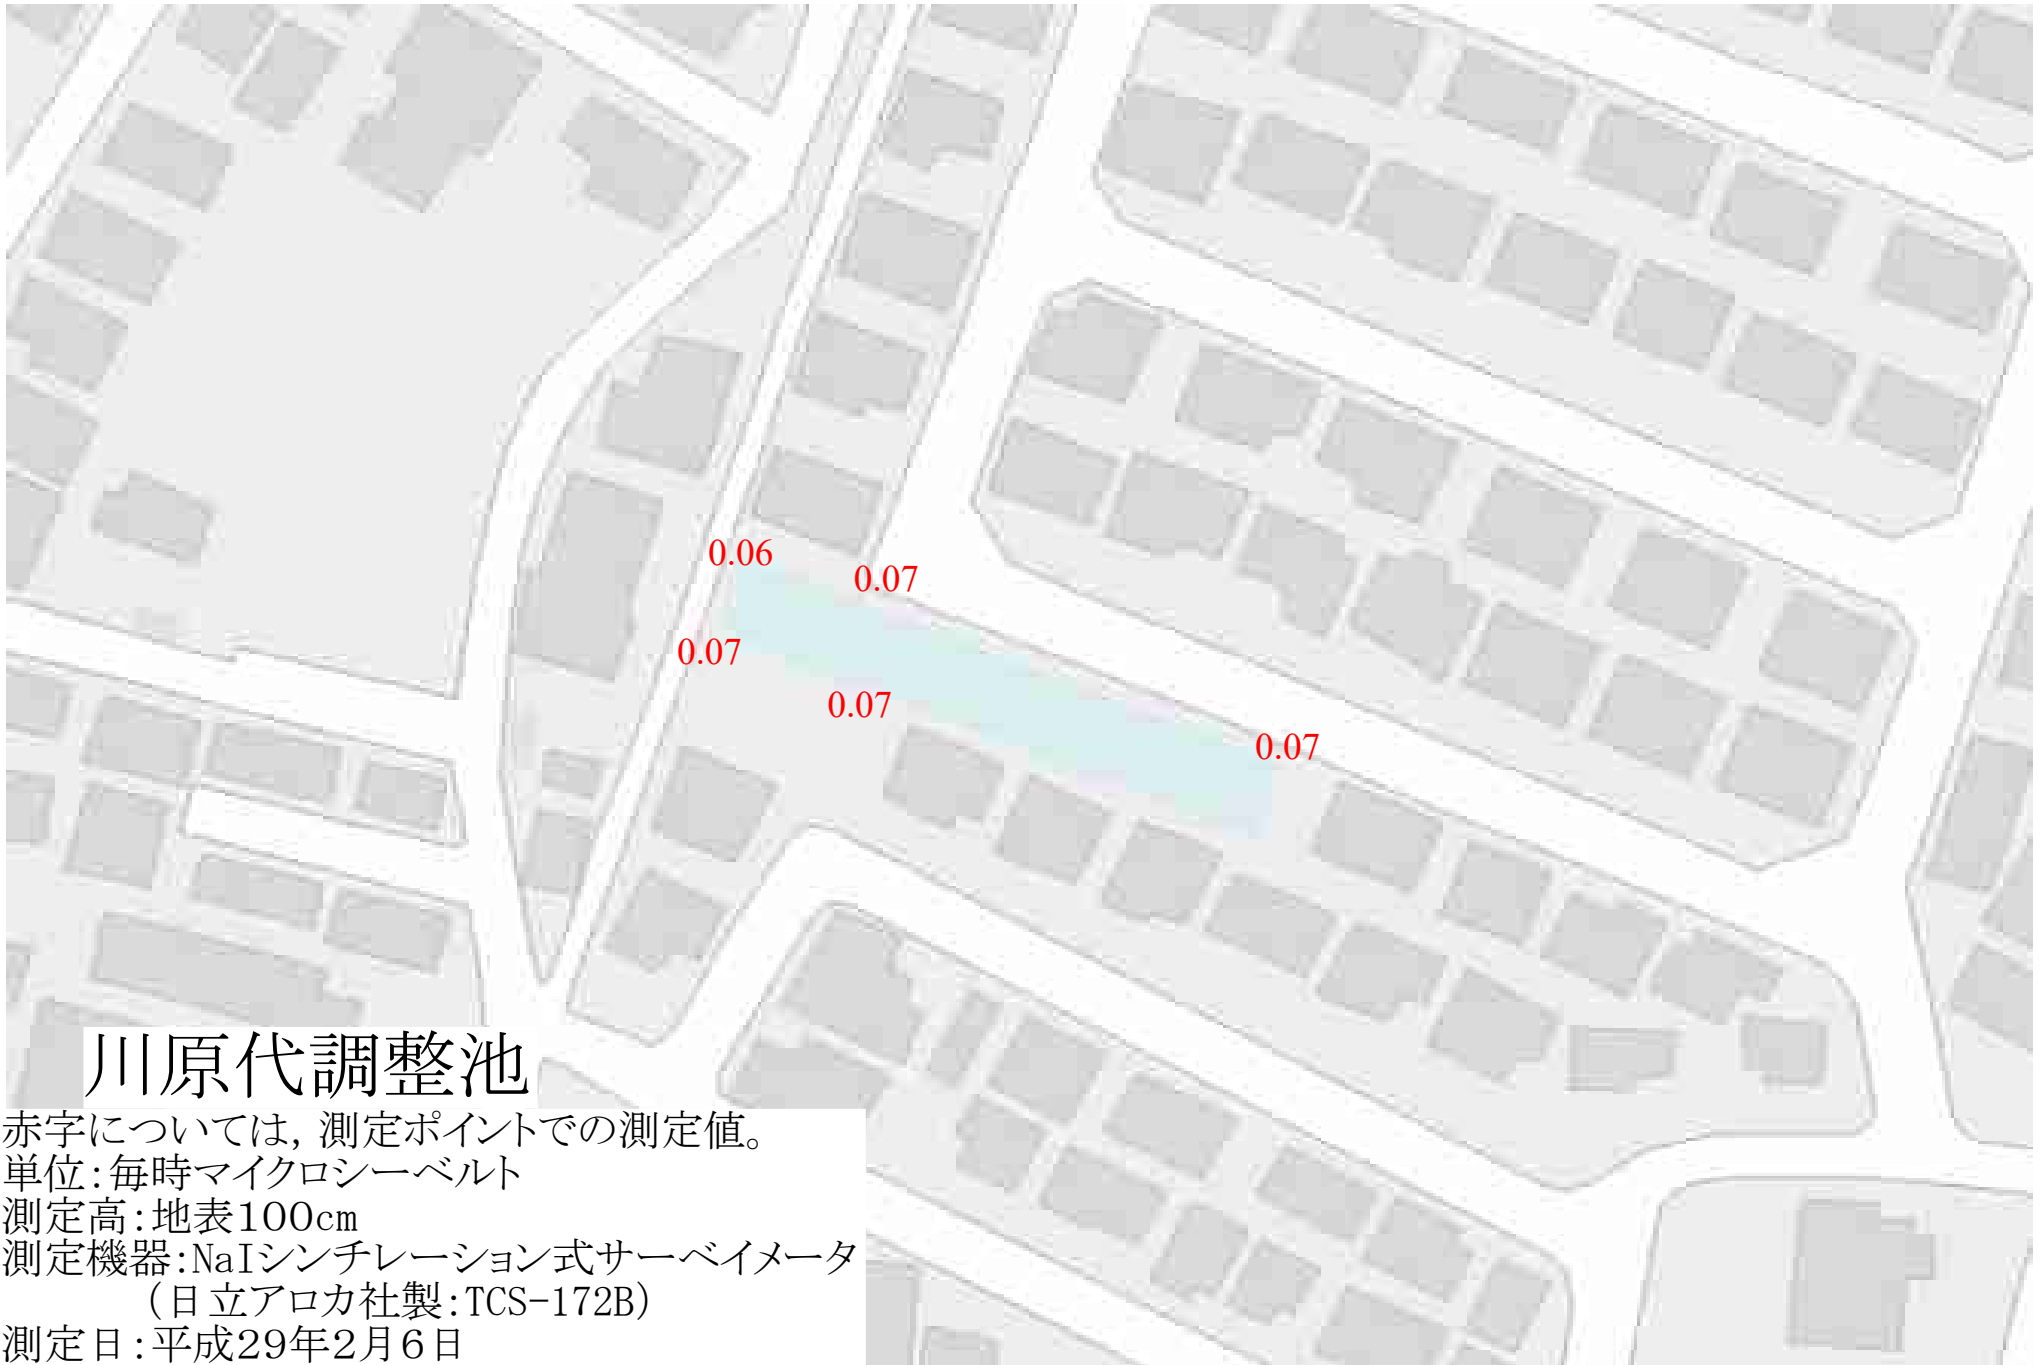 0.06
0.07
0.07
0.07
0.07
川原代調整池
赤字については,測定ポイントでの測定値。
単位:毎時マイクロシーベルト
測定高:地表100cm
測定機器:NaIシンチレーション式サーベイメータ
(日立アロカ社製:TCS-172B)
測定日:平成29年2月6日